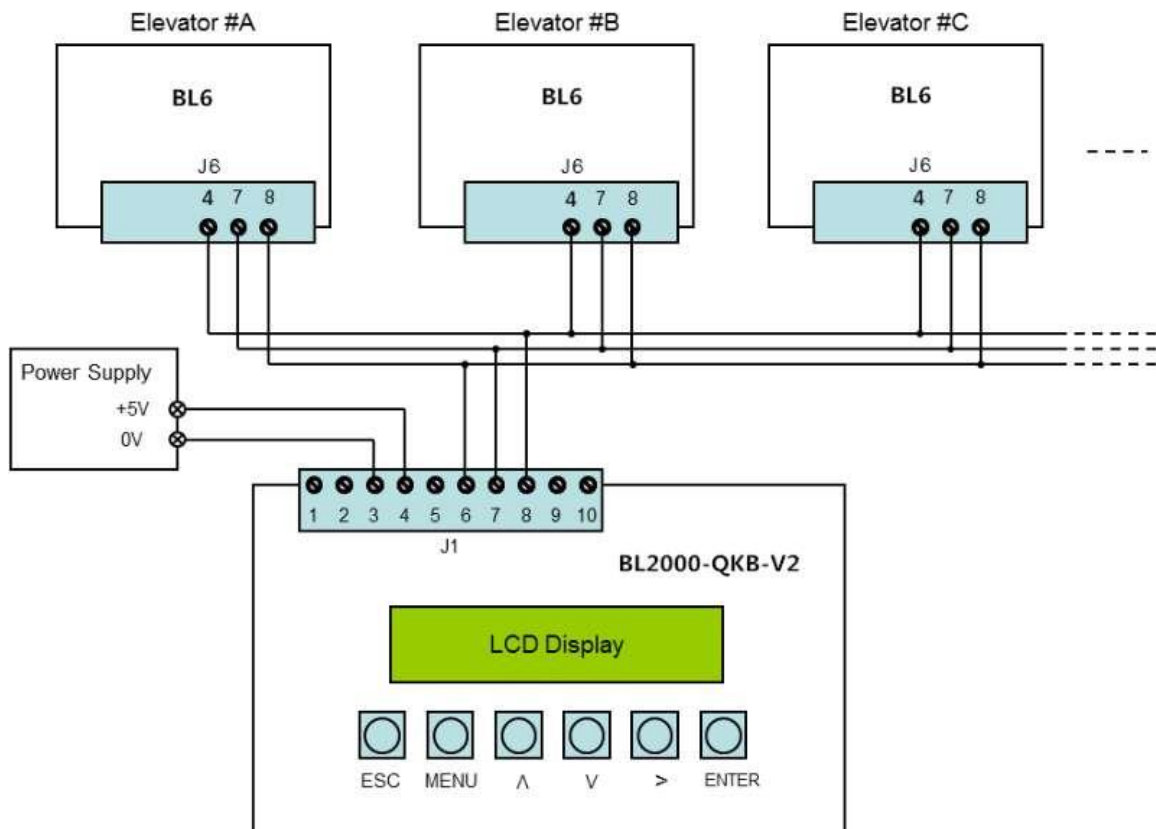 Elevator #A
Elevator #B
Elevator #C
BL6
BL6
BL6
J6
J6
J6
4 7 8
4 7 8
4 7 8
Power Supply
+5V
0V
1 2 3 4 5 6 7 8 9 10
J1
BL2000-QKB-V2
LCD Display
ESC MENU Λ V > ENTER